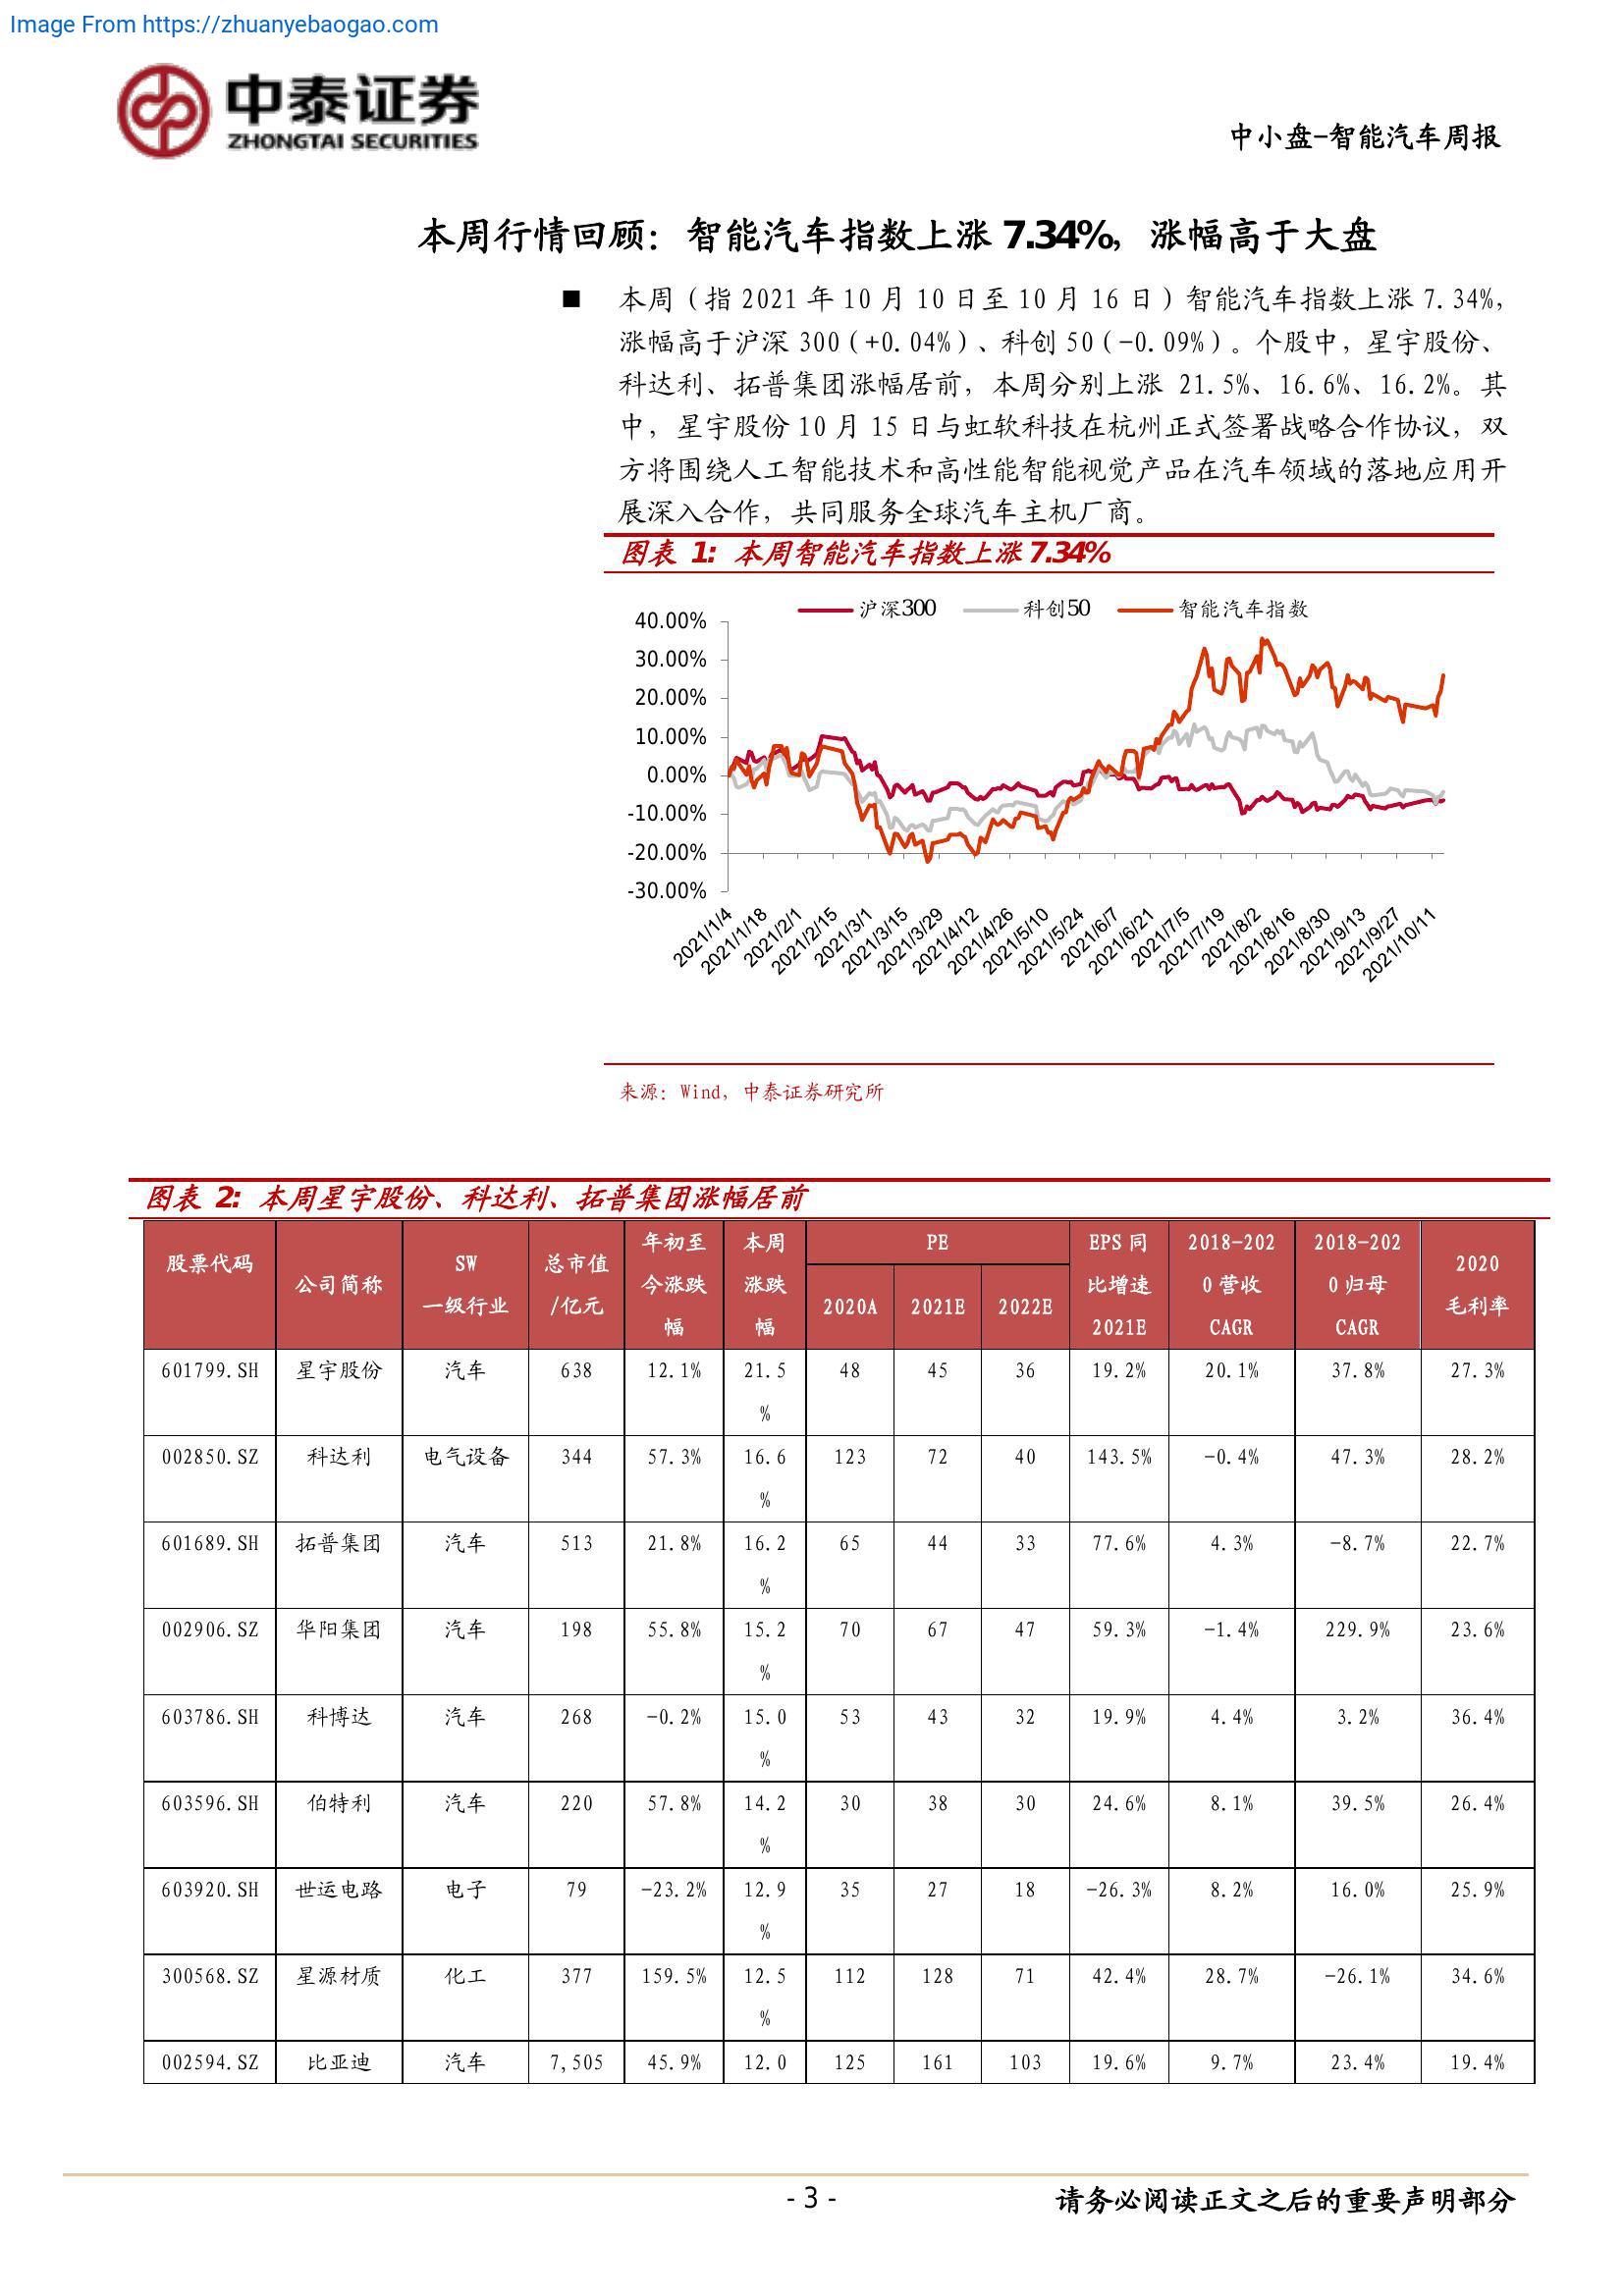 Image From https://zhuanyebaogao.com
中泰证券
ZHONGTAI SECURITIES
中小盘-智能汽车周报
本周行情回顾：智能汽车指数上涨 7.34%，涨幅高于大盘
■ 本周（指 2021 年 10 月 10 日至 10 月 16 日）智能汽车指数上涨 7.34%，
涨幅高于沪深 300（+0.04%）、科创 50（-0.09%）。个股中，星宇股份、
科达利、拓普集团涨幅居前，本周分别上涨 21.5%、16.6%、16.2%。其
中，星宇股份 10 月 15 日与虹软科技在杭州正式签署战略合作协议，双
方将围绕人工智能技术和高性能智能视觉产品在汽车领域的落地应用开
展深入合作，共同服务全球汽车主机厂商。
图表 1：本周智能汽车指数上涨 7.34%
沪深300 科创50 智能汽车指数
40.00%
30.00%
20.00%
10.00%
0.00%
-10.00%
-20.00%
-30.00%
2021/1/4 2021/1/18 2021/2/1 2021/2/15 2021/3/1 2021/3/15 2021/3/29 2021/4/12 2021/4/26 2021/5/10 2021/5/24 2021/6/7 2021/6/21 2021/7/5 2021/7/19 2021/8/2 2021/8/16 2021/8/30 2021/9/13 2021/9/27 2021/10/11
来源：Wind，中泰证券研究所
图表 2：本周星宇股份、科达利、拓普集团涨幅居前
股票代码 公司简称 SW 一级行业 总市值/亿元 年初至今涨跌幅 本周涨跌幅 PE 2020A 2021E 2022E EPS 同比增速 2021E 2018-2020 营收 CAGR 2018-2020 归母 CAGR 2020 毛利率
601799.SH 星宇股份 汽车 638 12.1% 21.5% 48 45 36 19.2% 20.1% 37.8% 27.3%
002850.SZ 科达利 电气设备 344 57.3% 16.6% 123 72 40 143.5% -0.4% 47.3% 28.2%
601689.SH 拓普集团 汽车 513 21.8% 16.2% 65 44 33 77.6% 4.3% -8.7% 22.7%
002906.SZ 华阳集团 汽车 198 55.8% 15.2% 70 67 47 59.3% -1.4% 229.9% 23.6%
603786.SH 科博达 汽车 268 -0.2% 15.0% 53 43 32 19.9% 4.4% 3.2% 36.4%
603596.SH 伯特利 汽车 220 57.8% 14.2% 30 38 30 24.6% 8.1% 39.5% 26.4%
603920.SH 世运电路 电子 79 -23.2% 12.9% 35 27 18 -26.3% 8.2% 16.0% 25.9%
300568.SZ 星源材质 化工 377 159.5% 12.5% 112 128 71 42.4% 28.7% -26.1% 34.6%
002594.SZ 比亚迪 汽车 7,505 45.9% 12.0 125 161 103 19.6% 9.7% 23.4% 19.4%
- 3 -
请务必阅读正文之后的重要声明部分